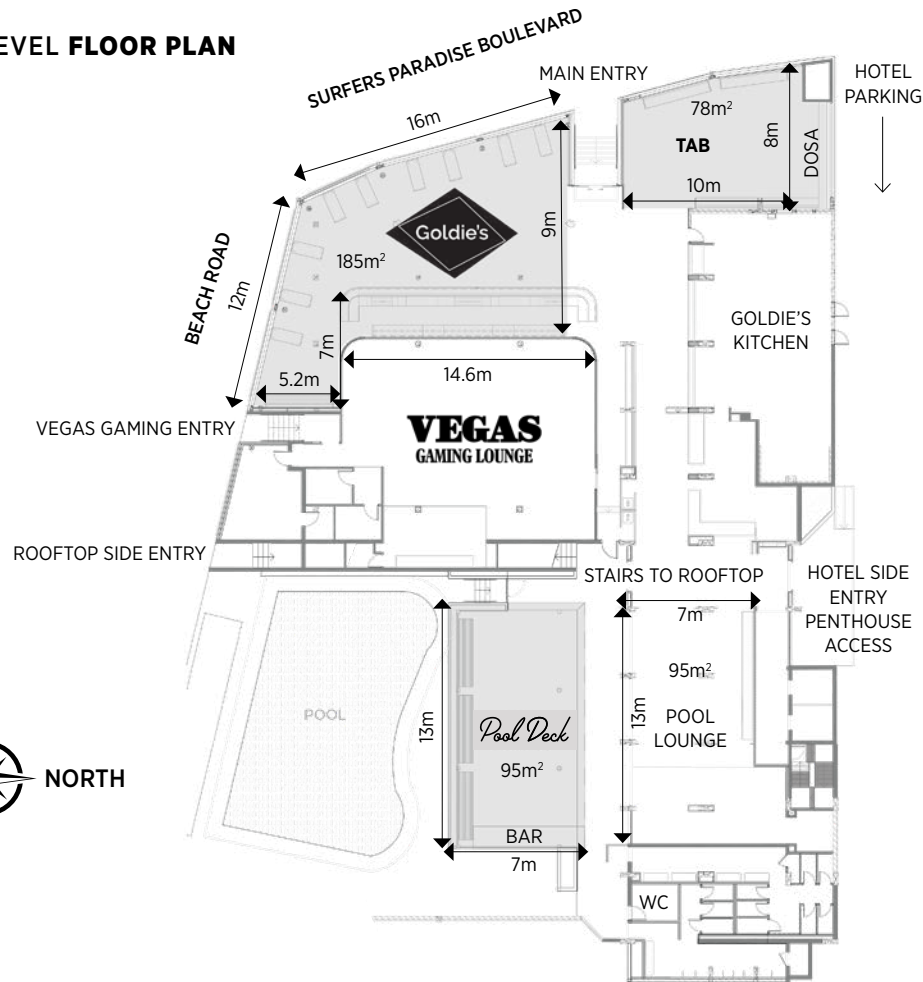 EVEL FLOOR PLAN
SURFERS PARADISE BOULEVARD
MAIN ENTRY
HOTEL
PARKING
16m
78m²
TAB
8m
DOSA
10m
Goldie's
9m
185m²
BEACH ROAD
12m
7m
GOLDIE'S
KITCHEN
5.2m
14.6m
VEGAS
GAMING LOUNGE
VEGAS GAMING ENTRY
ROOFTOP SIDE ENTRY
STAIRS TO ROOFTOP
7m
HOTEL SIDE
ENTRY
PENTHOUSE
ACCESS
95m²
13m
POOL
LOUNGE
POOL
13m
Pool Deck
95m²
NORTH
BAR
7m
WC